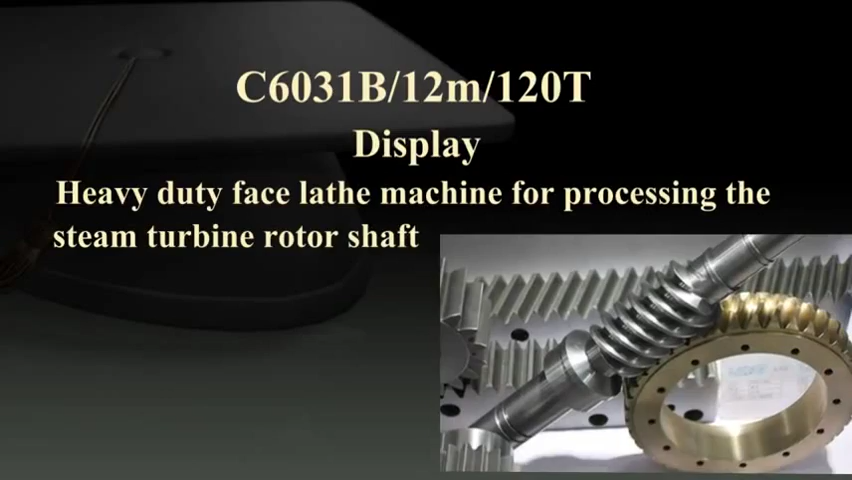 C6031B/12m/120T
Display
Heavy duty face lathe machine for processing the
steam turbine rotor shaft